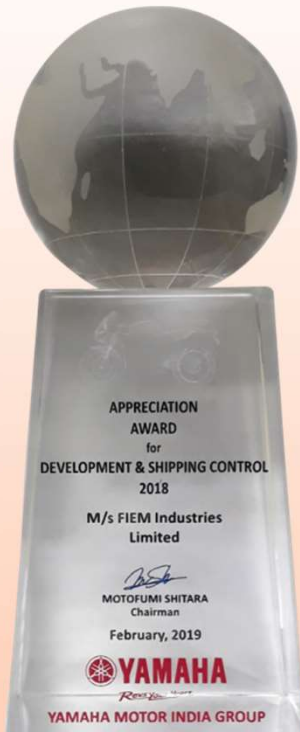 APPRECIATION
AWARD
for
DEVELOPMENT & SHIPPING CONTROL
2018
M/s FIEM Industries
Limited
MOTOFUMI SHITARA
Chairman
February, 2019
YAMAHA
YAMAHA MOTOR INDIA GROUP